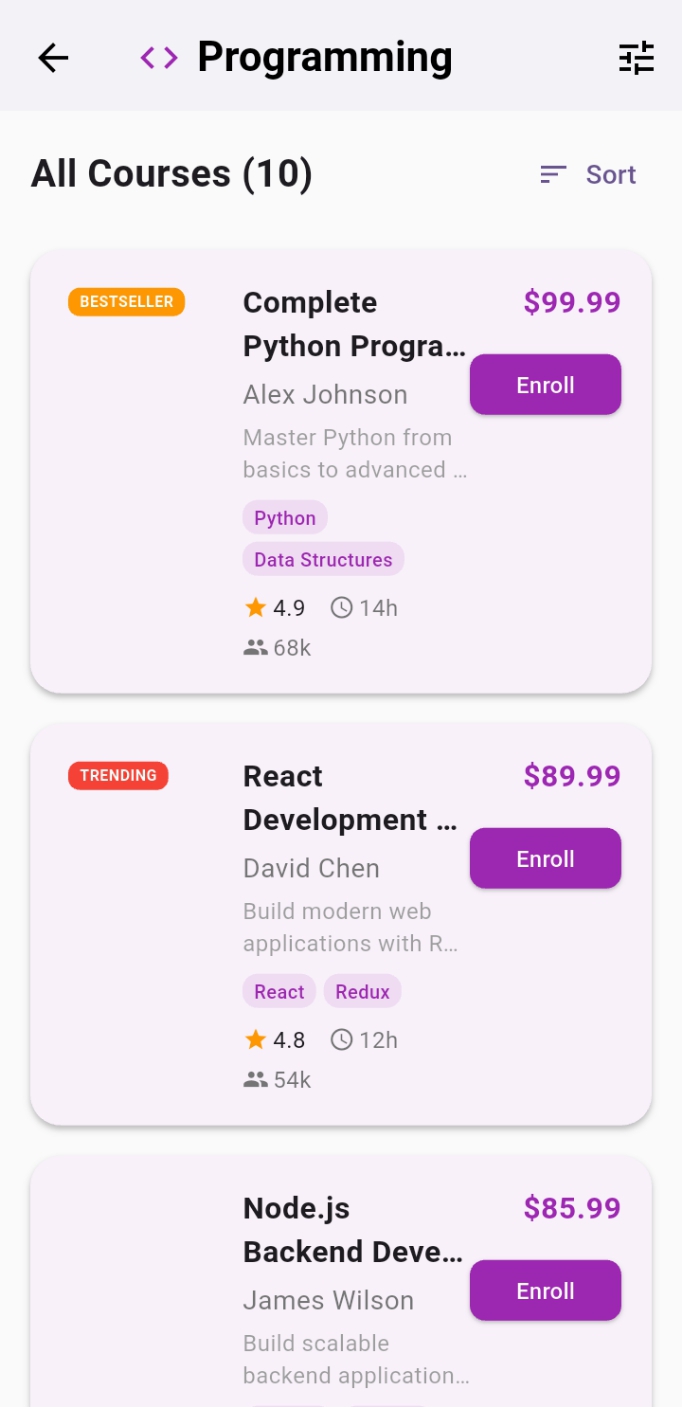 Programming
All Courses (10)
Sort
BESTSELLER
Complete
Python Progra…
$99.99
Enroll
Alex Johnson
Master Python from
basics to advanced …
Python
Data Structures
4.9
14h
68k
TRENDING
React
Development …
$89.99
Enroll
David Chen
Build modern web
applications with R…
React
Redux
4.8
12h
54k
Node.js
Backend Deve…
$85.99
Enroll
James Wilson
Build scalable
backend application…